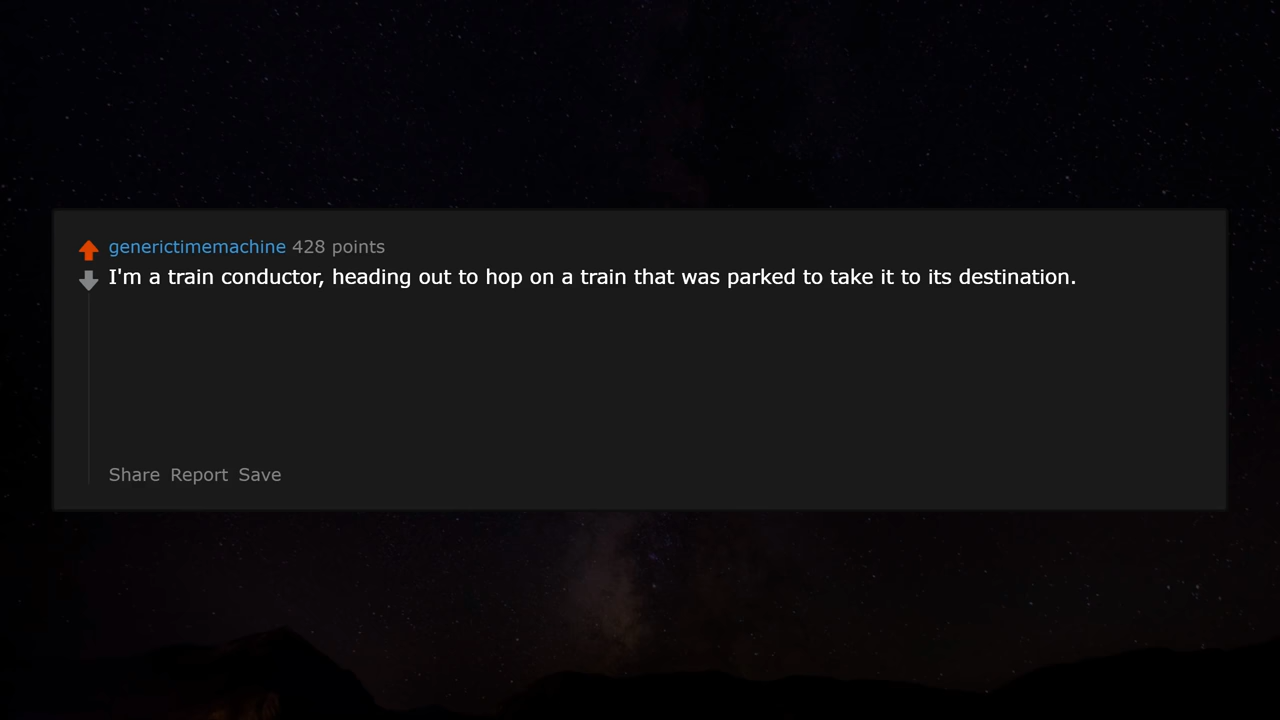 generictimemachine 428 points
I'm a train conductor, heading out to hop on a train that was parked to take it to its destination.
Share Report Save